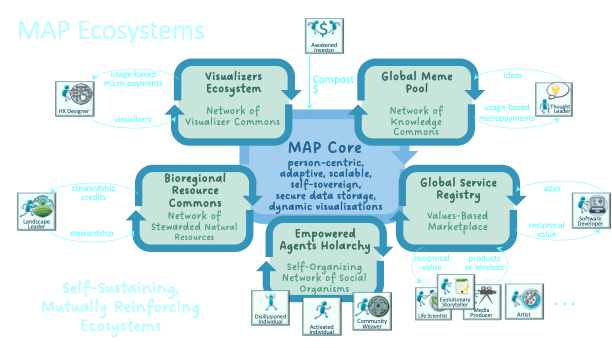 MAP Ecosystems
Awakened
Investor
Compost
$
usage-based
micro-payments
HX Designer
visualizers
Visualizers
Ecosystem
Network of
Visualizer Commons
Global Meme
Pool
Network of
Knowledge
Commons
ideas
Thought
Leader
usage-based
micropayments
MAP Core
person-centric,
adaptive, scalable,
self-sovereign,
secure data storage,
dynamic visualizations
Bioregional
Resource
Commons
Network of
Stewarded Natural
Resources
stewardship
credits
Landscape
Leader
stewardship
Global Service
Registry
Values-Based
Marketplace
apps
Software
Developer
reciprocal
value
Empowered
Agents Holarchy
Self-Organizing
Network of Social
Organisms
reciprocal
value
products
or services
Disillusioned
Individual
Activated
Individual
Community
Weaver
Life Scientist
Evolutionary
Storyteller
Media
Producer
Artist
...
Self-Sustaining,
Mutually Reinforcing
Ecosystems